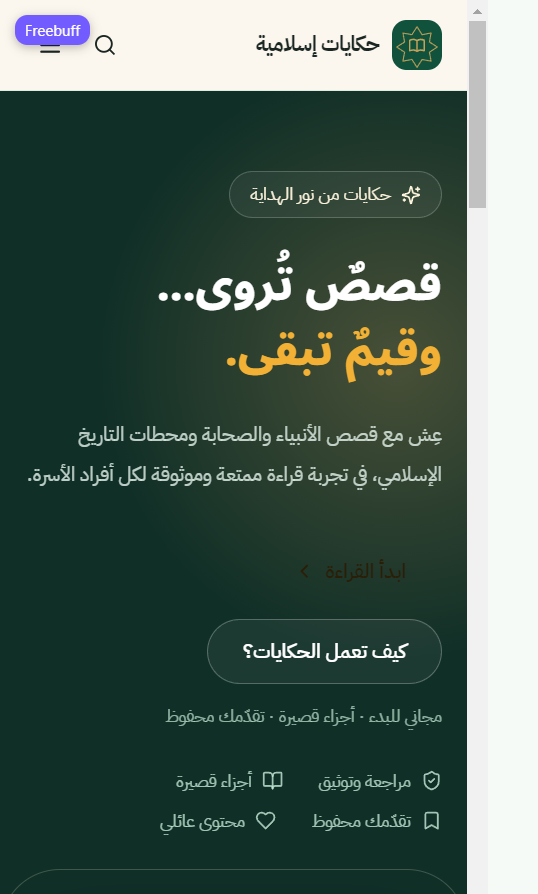 Freebuff
حكايات إسلامية
حكايات من نور الهداية
قصصٌ تُروى...
وقيمٌ تبقى.
عِش مع قصص الأنبياء والصحابة ومحطات التاريخ
الإسلامي، في تجربة قراءة ممتعة وموثوقة لكل أفراد الأسرة.
ابدأ القراءة
كيف تعمل الحكايات؟
مجاني للبدء · أجزاء قصيرة · تقدّمك محفوظ
مراجعة وتوثيق
أجزاء قصيرة
تقدّمك محفوظ
محتوى عائلي